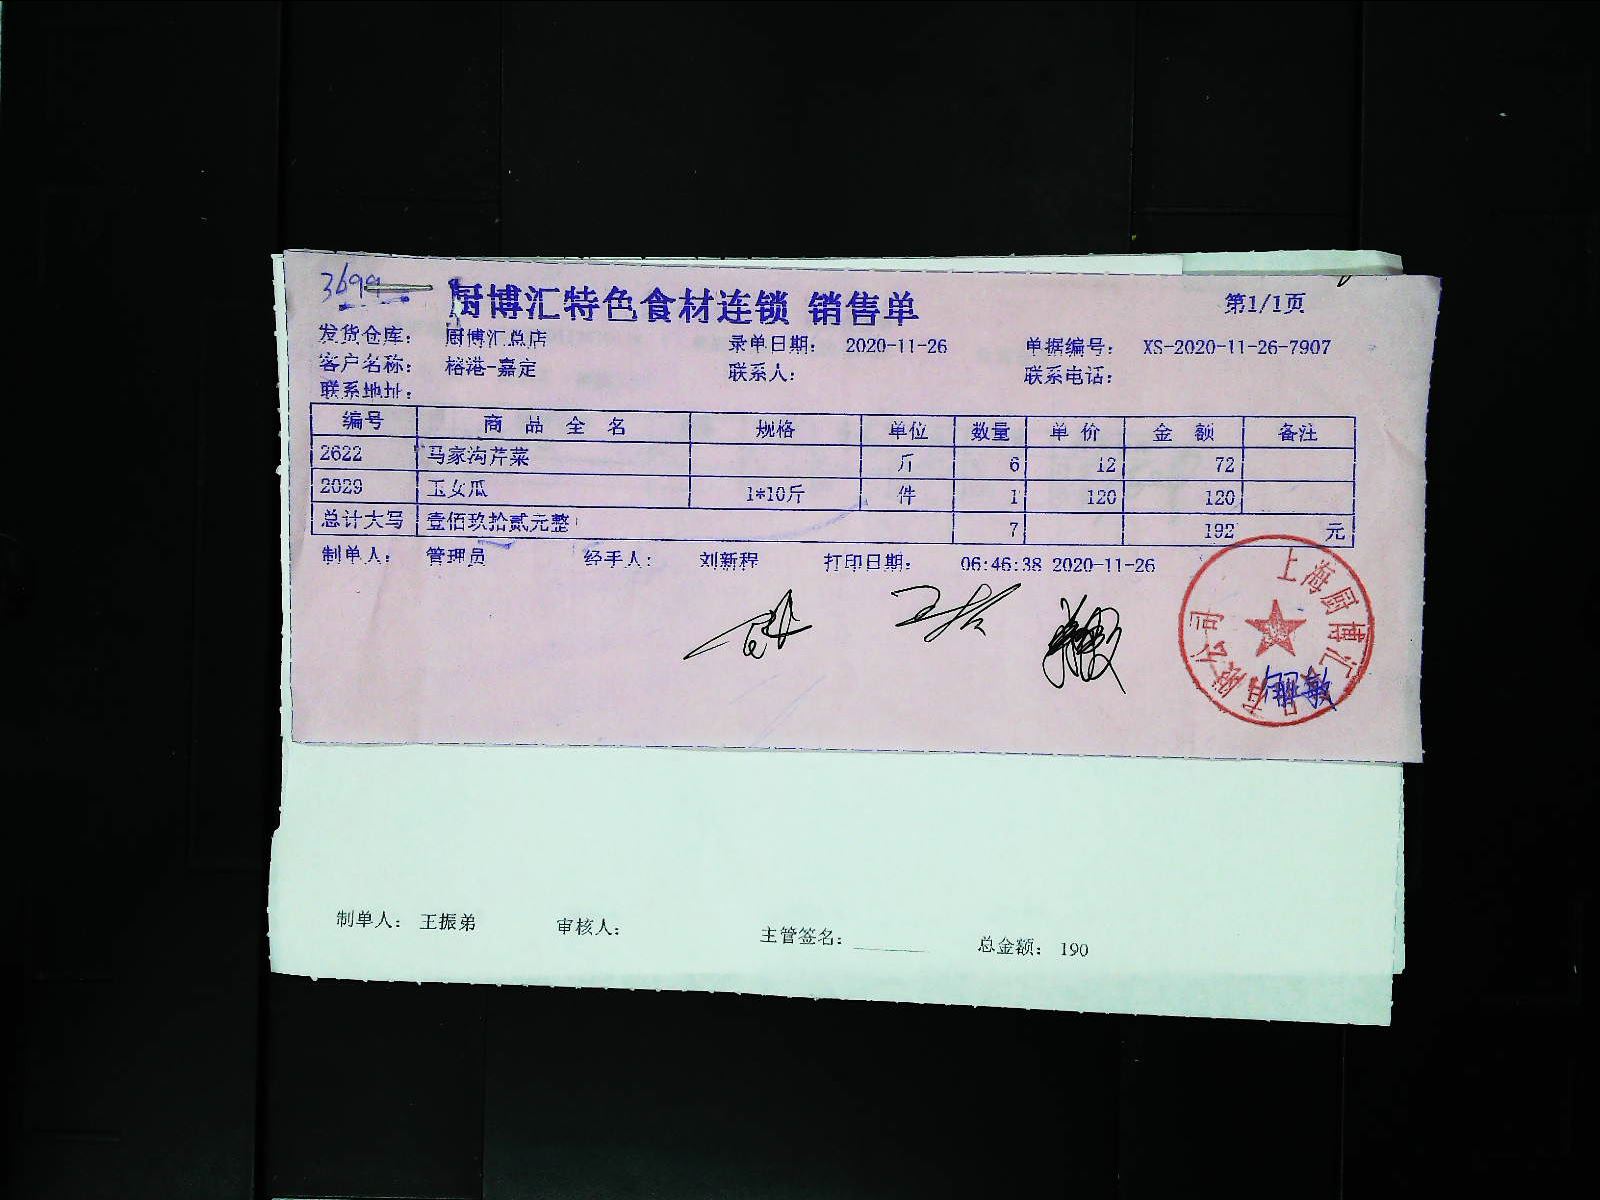 3699
厨博汇特色食材连锁 销售单 第1/1页
发货仓库： 厨博汇总店 录单日期： 2020-11-26 单据编号： XS-2020-11-26-7907
客户名称： 榕港-嘉定 联系人： 联系电话：
联系地址：
编号 商品全名 规格 单位 数量 单价 金额 备注
2622 马家沟芹菜 斤 6 12 72
2029 玉女瓜 1*10斤 件 1 120 120
总计大写 壹佰玖拾贰元整 7 192 元
制单人： 管理员 经手人： 刘新程 打印日期： 06:46:38 2020-11-26
上海厨博汇 有限公司
制单人： 王振弟 审核人： 主管签名： 总金额： 190